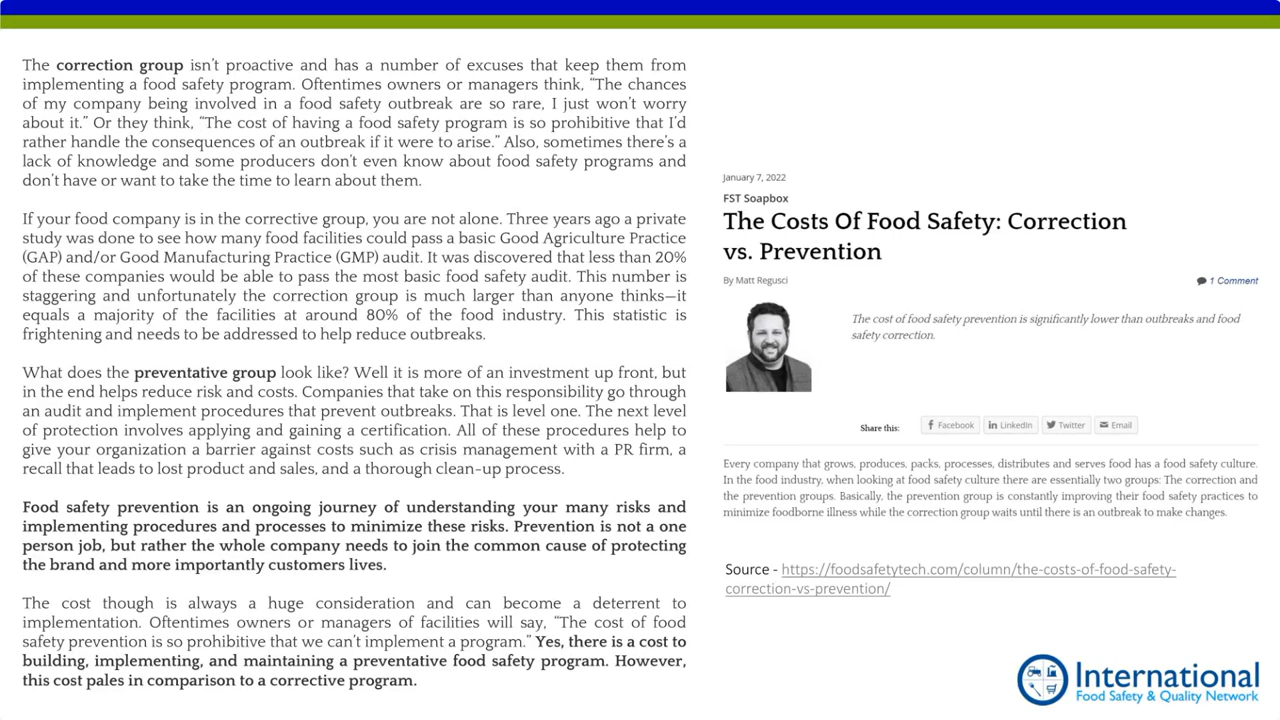 The correction group isn’t proactive and has a number of excuses that keep them from
implementing a food safety program. Oftentimes owners or managers think, “The chances
of my company being involved in a food safety outbreak are so rare, I just won’t worry
about it.” Or they think, “The cost of having a food safety program is so prohibitive that I’d
rather handle the consequences of an outbreak if it were to arise.” Also, sometimes there’s a
lack of knowledge and some producers don’t even know about food safety programs and
don’t have or want to take the time to learn about them.
If your food company is in the corrective group, you are not alone. Three years ago a private
study was done to see how many food facilities could pass a basic Good Agriculture Practice
(GAP) and/or Good Manufacturing Practice (GMP) audit. It was discovered that less than 20%
of these companies would be able to pass the most basic food safety audit. This number is
staggering and unfortunately the correction group is much larger than anyone thinks—it
equals a majority of the facilities at around 80% of the food industry. This statistic is
frightening and needs to be addressed to help reduce outbreaks.
What does the preventative group look like? Well it is more of an investment up front, but
in the end helps reduce risk and costs. Companies that take on this responsibility go through
an audit and implement procedures that prevent outbreaks. That is level one. The next level
of protection involves applying and gaining a certification. All of these procedures help to
give your organization a barrier against costs such as crisis management with a PR firm, a
recall that leads to lost product and sales, and a thorough clean-up process.
Food safety prevention is an ongoing journey of understanding your many risks and
implementing procedures and processes to minimize these risks. Prevention is not a one
person job, but rather the whole company needs to join the common cause of protecting
the brand and more importantly customers lives.
The cost though is always a huge consideration and can become a deterrent to
implementation. Oftentimes owners or managers of facilities will say, “The cost of food
safety prevention is so prohibitive that we can’t implement a program.” Yes, there is a cost to
building, implementing, and maintaining a preventative food safety program. However,
this cost pales in comparison to a corrective program.
January 7, 2022
FST Soapbox
The Costs Of Food Safety: Correction
vs. Prevention
By Matt Regusci
1 Comment
The cost of food safety prevention is significantly lower than outbreaks and food
safety correction.
Share this:
Facebook
LinkedIn
Twitter
Email
Every company that grows, produces, packs, processes, distributes and serves food has a food safety culture.
In the food industry, when looking at food safety culture there are essentially two groups: The correction and
the prevention groups. Basically, the prevention group is constantly improving their food safety practices to
minimize foodborne illness while the correction group waits until there is an outbreak to make changes.
Source - https://foodsafetytech.com/column/the-costs-of-food-safety-
correction-vs-prevention/
International
Food Safety & Quality Network